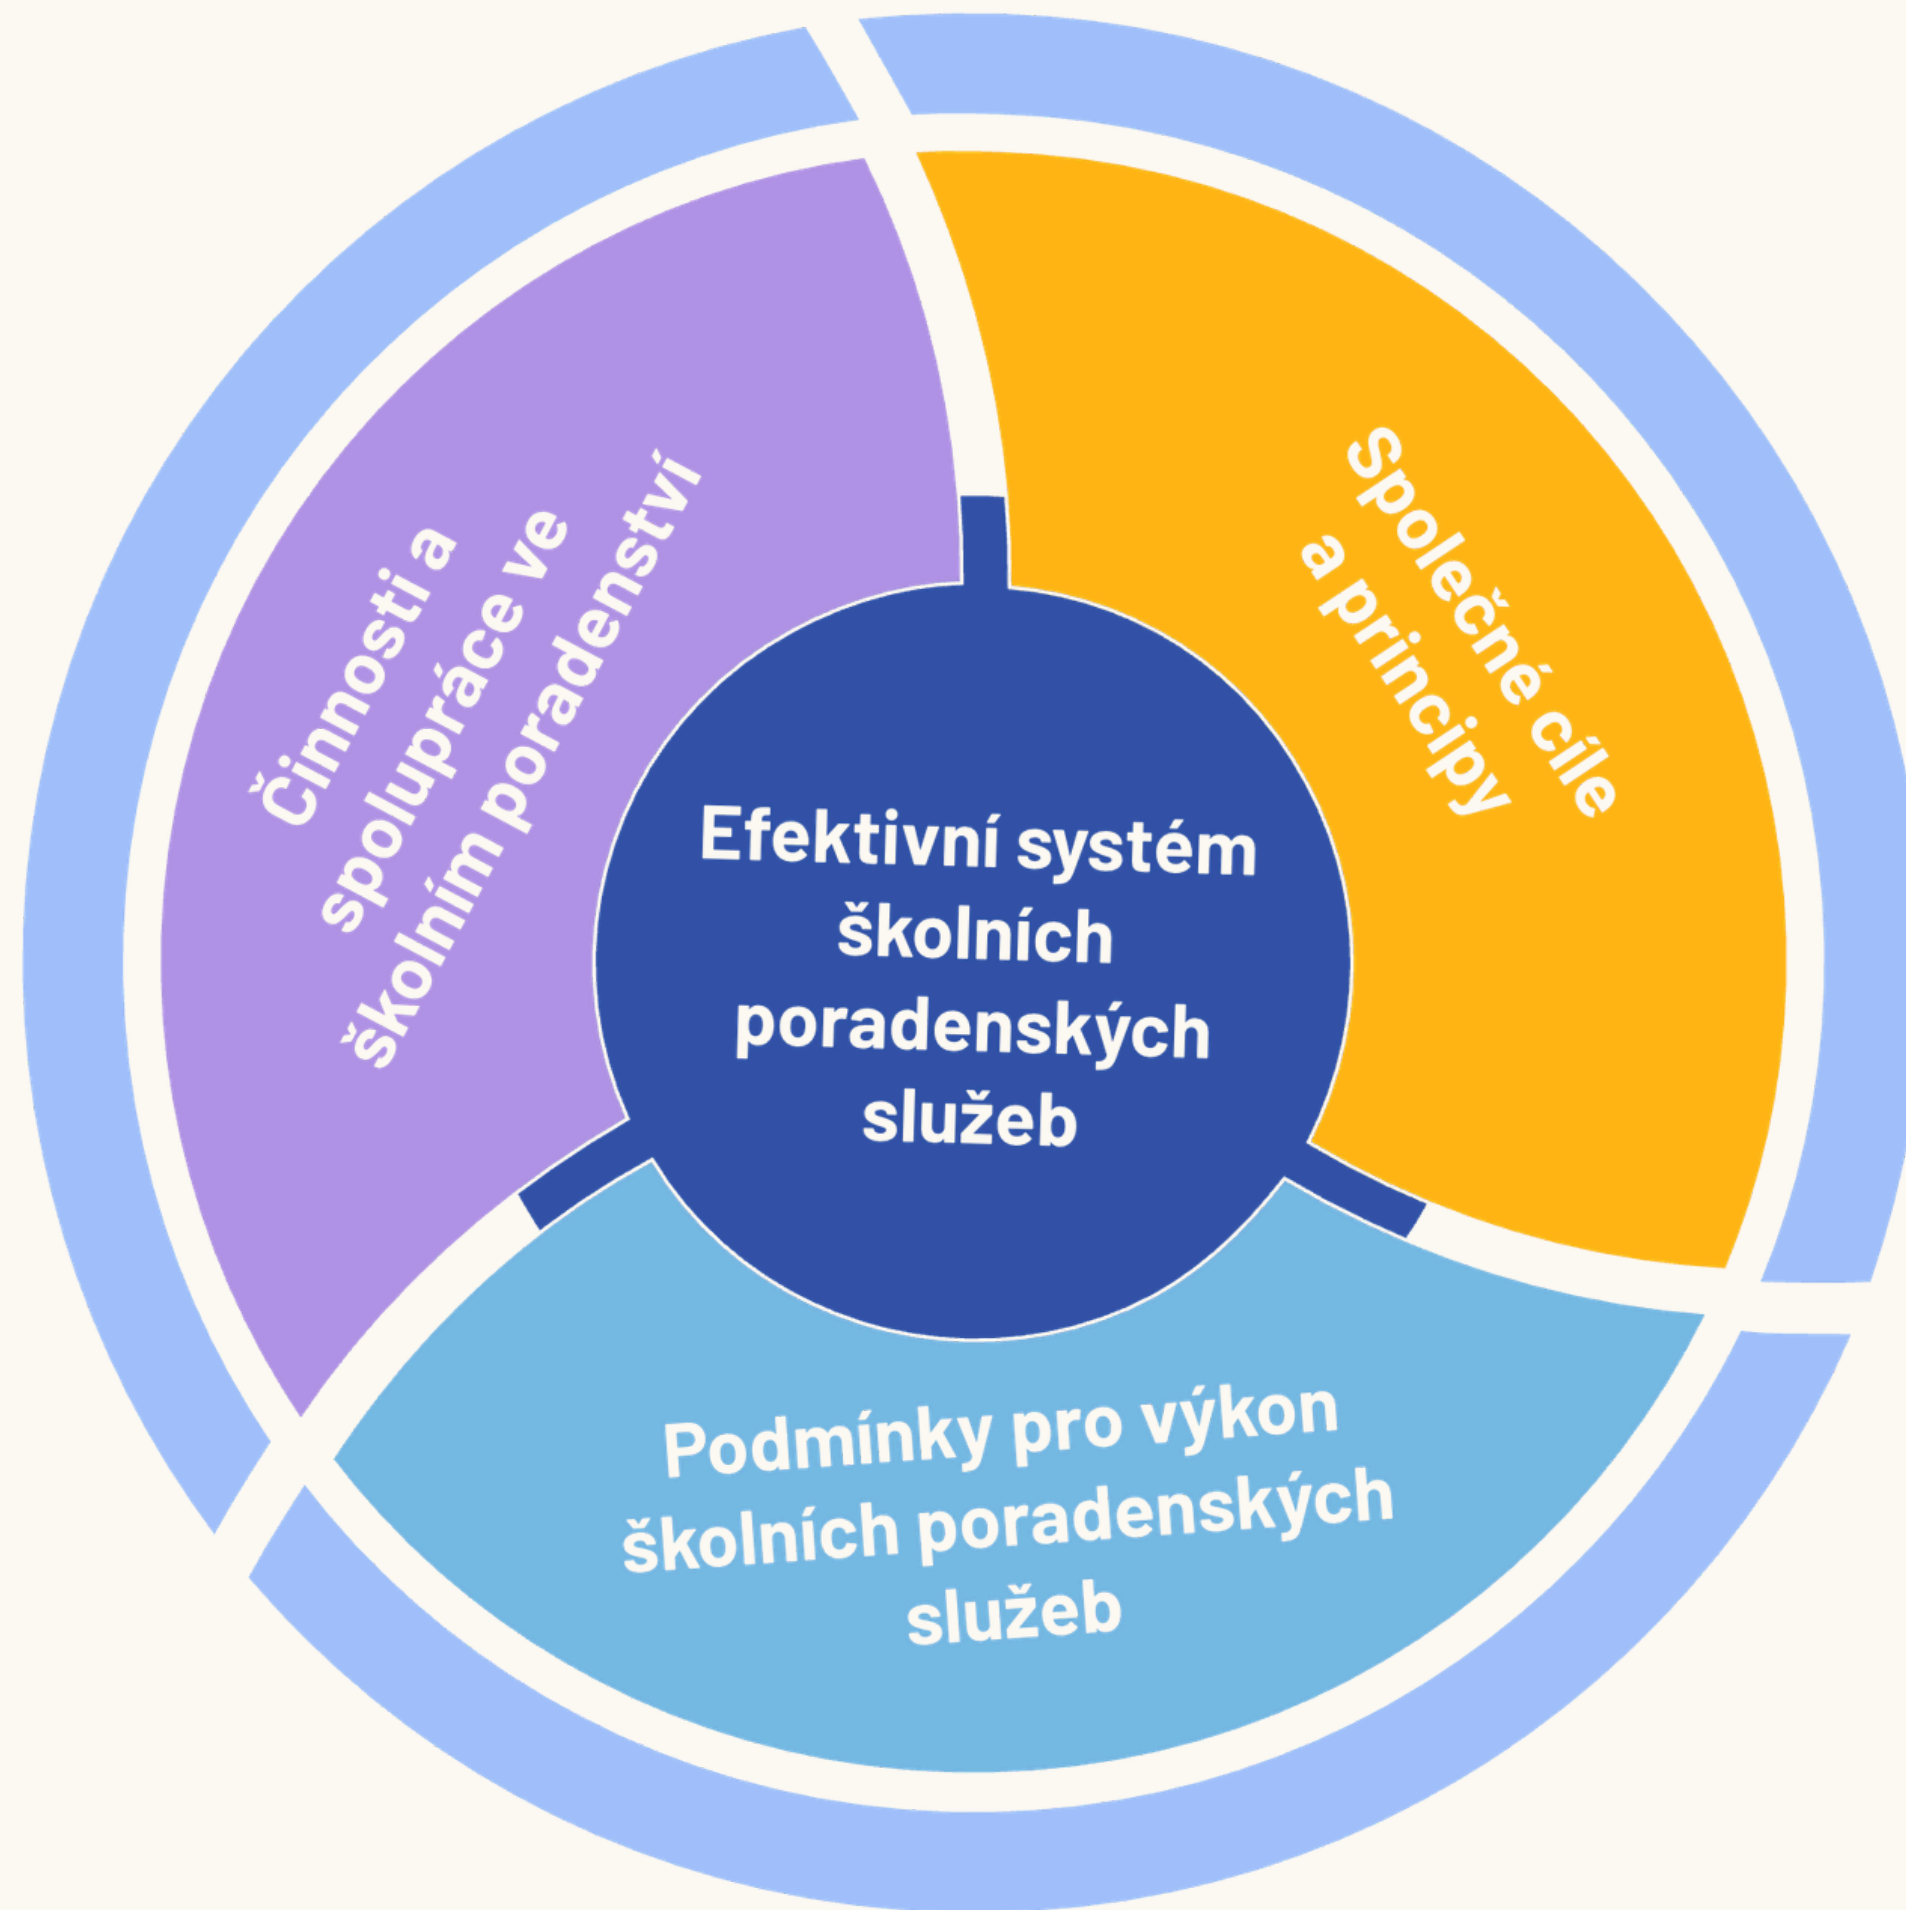 Činnosti a
spolupráce ve
školním poradenství
Společné cíle
a principy
Efektivní systém
školních
poradenských
služeb
Podmínky pro výkon
školních poradenských
služeb